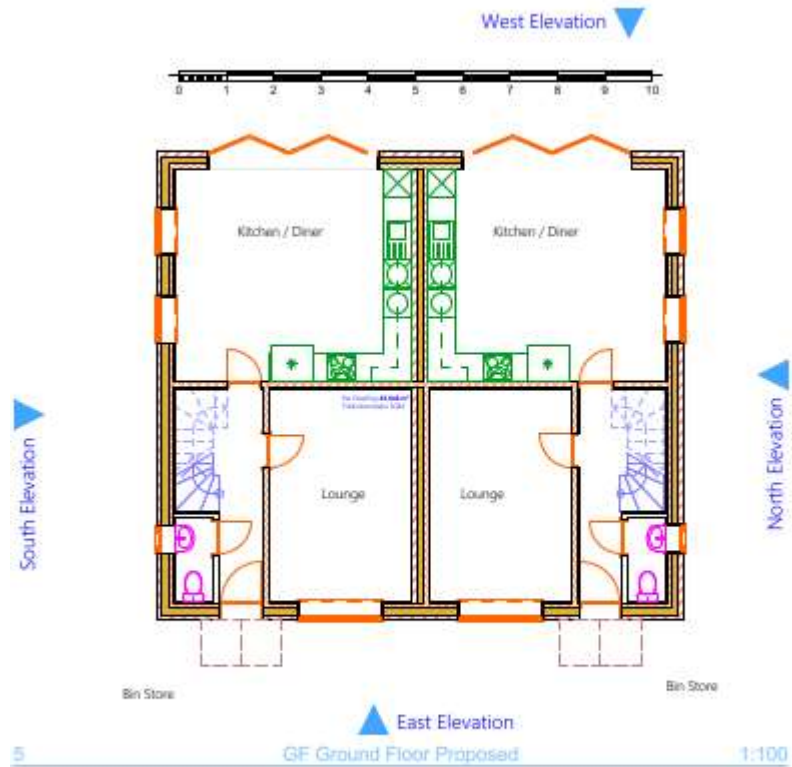 West Elevation
0 1 2 3 4 5 6 7 8 9 10
Kitchen / Diner
Kitchen / Diner
South Elevation
North Elevation
Lounge
Lounge
Bin Store
Bin Store
East Elevation
5
GF Ground Floor Proposed
1:100